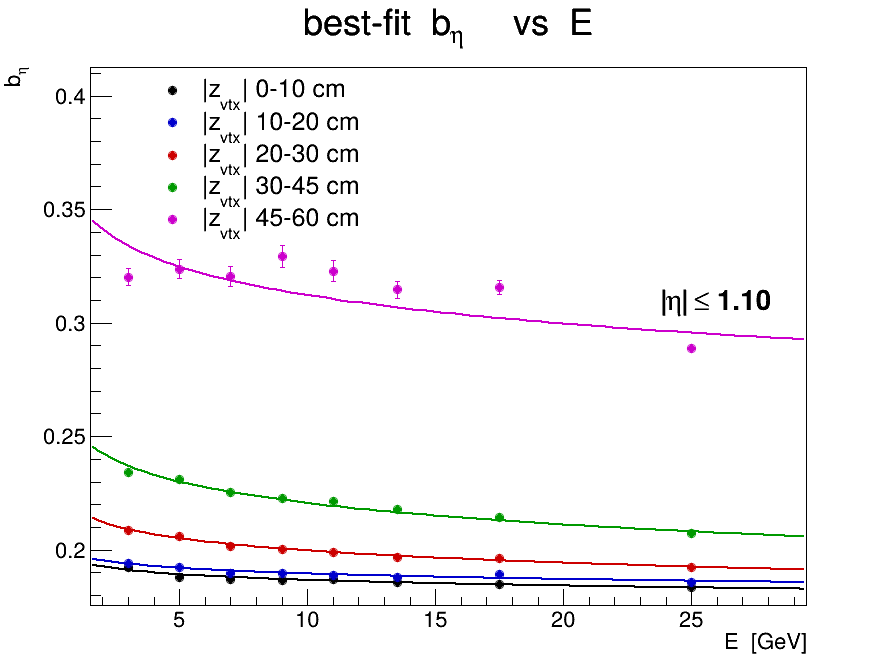 best-fit b_η vs E
b_η
0.4
0.35
0.3
0.25
0.2
|z_vtx| 0-10 cm
|z_vtx| 10-20 cm
|z_vtx| 20-30 cm
|z_vtx| 30-45 cm
|z_vtx| 45-60 cm
|η| ≤ 1.10
5 10 15 20 25
E [GeV]